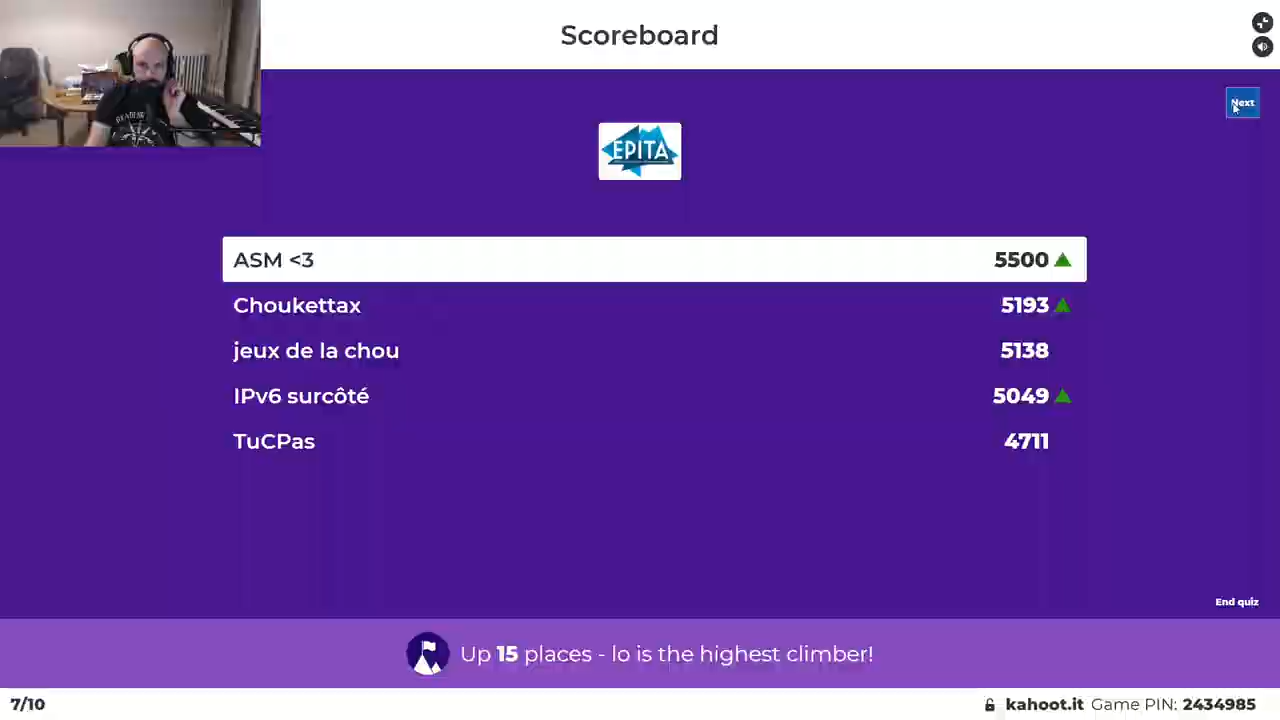 Scoreboard
READING
Next
EPITA
ASM <3 5500
Choukettax 5193
jeux de la chou 5138
IPv6 surcôté 5049
TuCPas 4711
End quiz
Up 15 places - lo is the highest climber!
7/10
kahoot.it Game PIN: 2434985